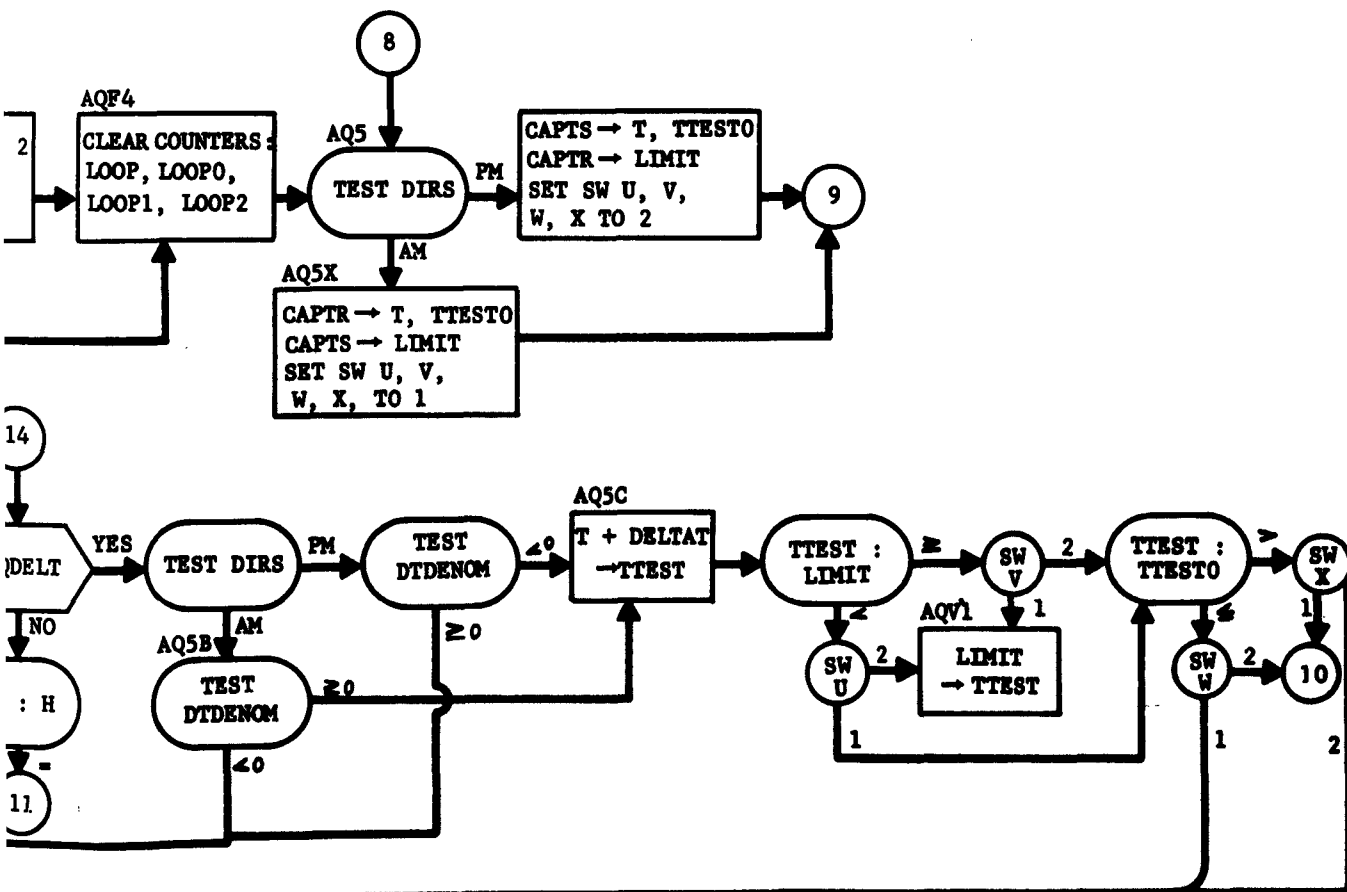 8
AQF4
2
CLEAR COUNTERS:
LOOP, LOOP0,
LOOP1, LOOP2
AQ5
TEST DIRS
PM
AM
CAPTS → T, TTESTO
CAPTR → LIMIT
SET SW U, V,
W, X TO 2
9
AQ5X
CAPTR → T, TTESTO
CAPTS → LIMIT
SET SW U, V,
W, X, TO 1
14
QDELT
YES
NO
: H
=
11
TEST DIRS
PM
AM
AQ5B
TEST
DTDENOM
≥0
<0
TEST
DTDENOM
<0
≥0
AQ5C
T + DELTAT
→TTEST
TTEST :
LIMIT
≥
<
SW
U
2
1
SW
V
2
1
AQV1
LIMIT
→ TTEST
TTEST :
TTESTO
>
≤
SW
W
2
1
SW
X
1
2
10